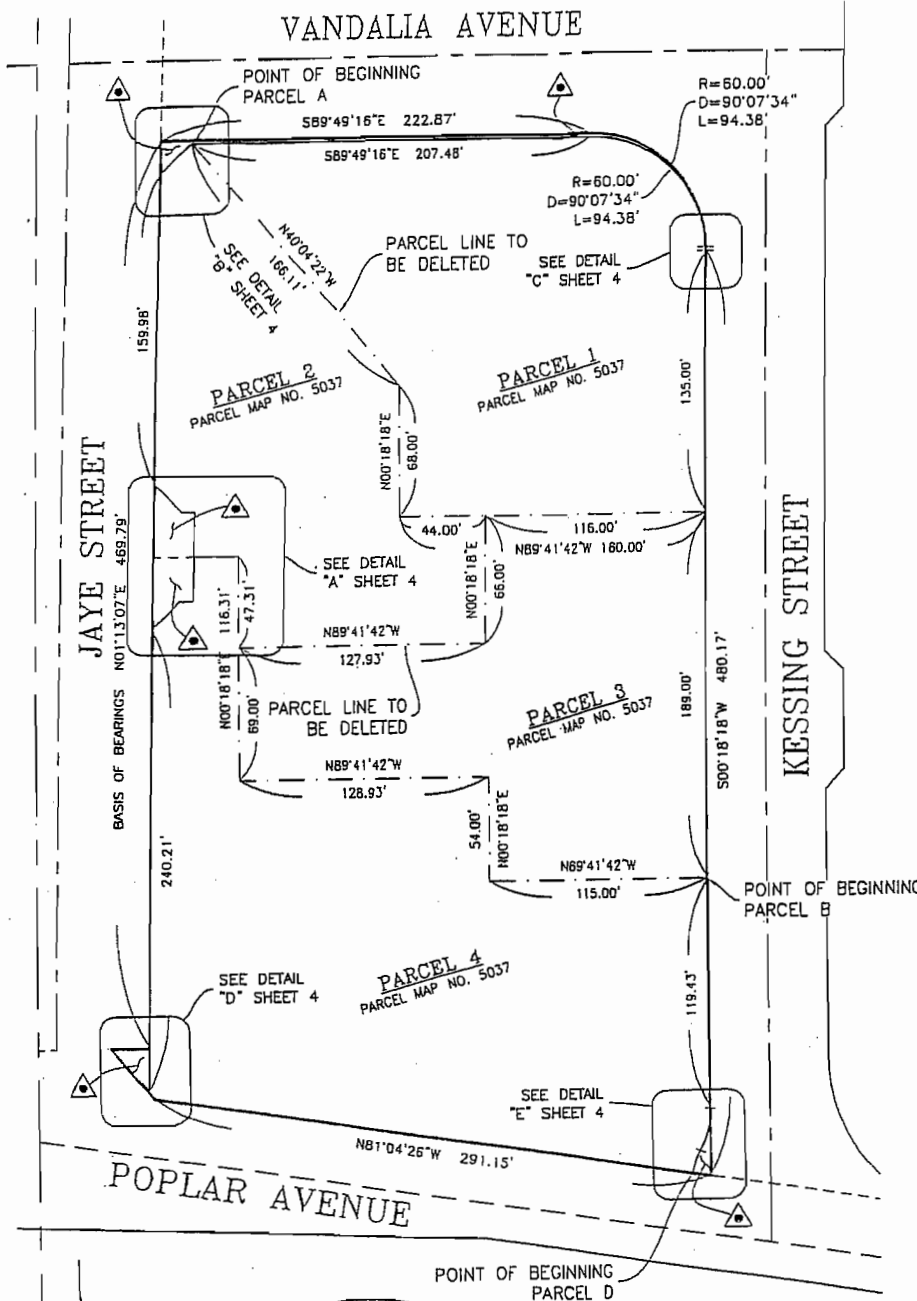 VANDALIA AVENUE
POINT OF BEGINNING
PARCEL A
R=60.00'
D=90°07'34"
L=94.38'
S89°49'16"E 222.87'
S89°49'16"E 207.48'
R=60.00'
D=90°07'34"
L=94.38'
N40°04'22"W
166.11'
PARCEL LINE TO
BE DELETED
SEE DETAIL
"B" SHEET 4
SEE DETAIL
"C" SHEET 4
159.98'
PARCEL 2
PARCEL MAP NO. 5037
PARCEL 1
PARCEL MAP NO. 5037
135.00'
N00°18'18"E
68.00'
JAYE STREET
BASIS OF BEARINGS N01°13'07"E 469.79'
44.00'
116.00'
N89°41'42"W 160.00'
SEE DETAIL
"A" SHEET 4
N00°18'18"E
66.00'
N00°18'18"E 116.31'
47.31'
N89°41'42"W
127.93'
KESSING STREET
PARCEL LINE TO
BE DELETED
69.00'
PARCEL 3
PARCEL MAP NO. 5037
189.00'
S00°18'18"W 480.17'
N89°41'42"W
128.93'
54.00'
N00°18'18"E
240.21'
N69°41'42"W
115.00'
POINT OF BEGINNING
PARCEL B
PARCEL 4
PARCEL MAP NO. 5037
SEE DETAIL
"D" SHEET 4
119.43'
SEE DETAIL
"E" SHEET 4
N81°04'26"W 291.15'
POPLAR AVENUE
POINT OF BEGINNING
PARCEL D